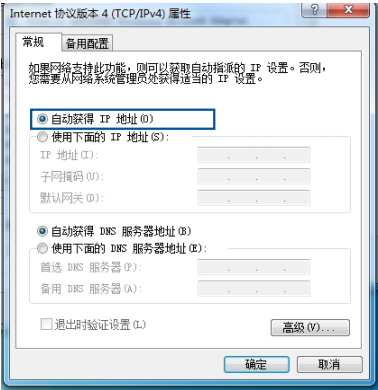 Internet 协议版本 4 (TCP/IPv4) 属性
常规
备用配置
如果网络支持此功能，则可以获取自动指派的 IP 设置。否则，
您需要从网络系统管理员处获得适当的 IP 设置。
自动获得 IP 地址(O)
使用下面的 IP 地址(S):
IP 地址(I):
子网掩码(U):
默认网关(D):
自动获得 DNS 服务器地址(B)
使用下面的 DNS 服务器地址(E):
首选 DNS 服务器(P):
备用 DNS 服务器(A):
退出时验证设置(L)
高级(V)...
确定
取消